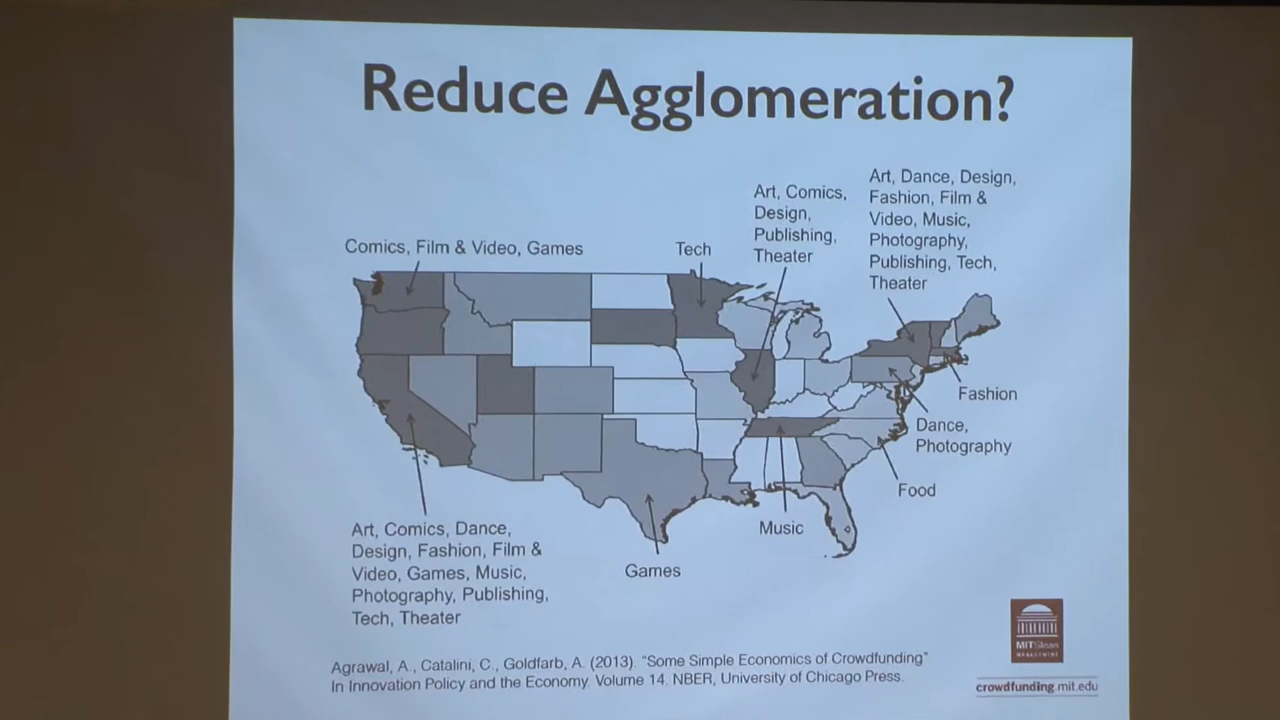 Reduce Agglomeration?
Comics, Film & Video, Games
Tech
Art, Comics,
Design,
Publishing,
Theater
Art, Dance, Design,
Fashion, Film &
Video, Music,
Photography,
Publishing, Tech,
Theater
Fashion
Dance,
Photography
Food
Music
Games
Art, Comics, Dance,
Design, Fashion, Film &
Video, Games, Music,
Photography, Publishing,
Tech, Theater
Agrawal, A., Catalini, C., Goldfarb, A. (2013). "Some Simple Economics of Crowdfunding"
In Innovation Policy and the Economy. Volume 14. NBER, University of Chicago Press.
MITSloan
MANAGEMENT
crowdfunding.mit.edu